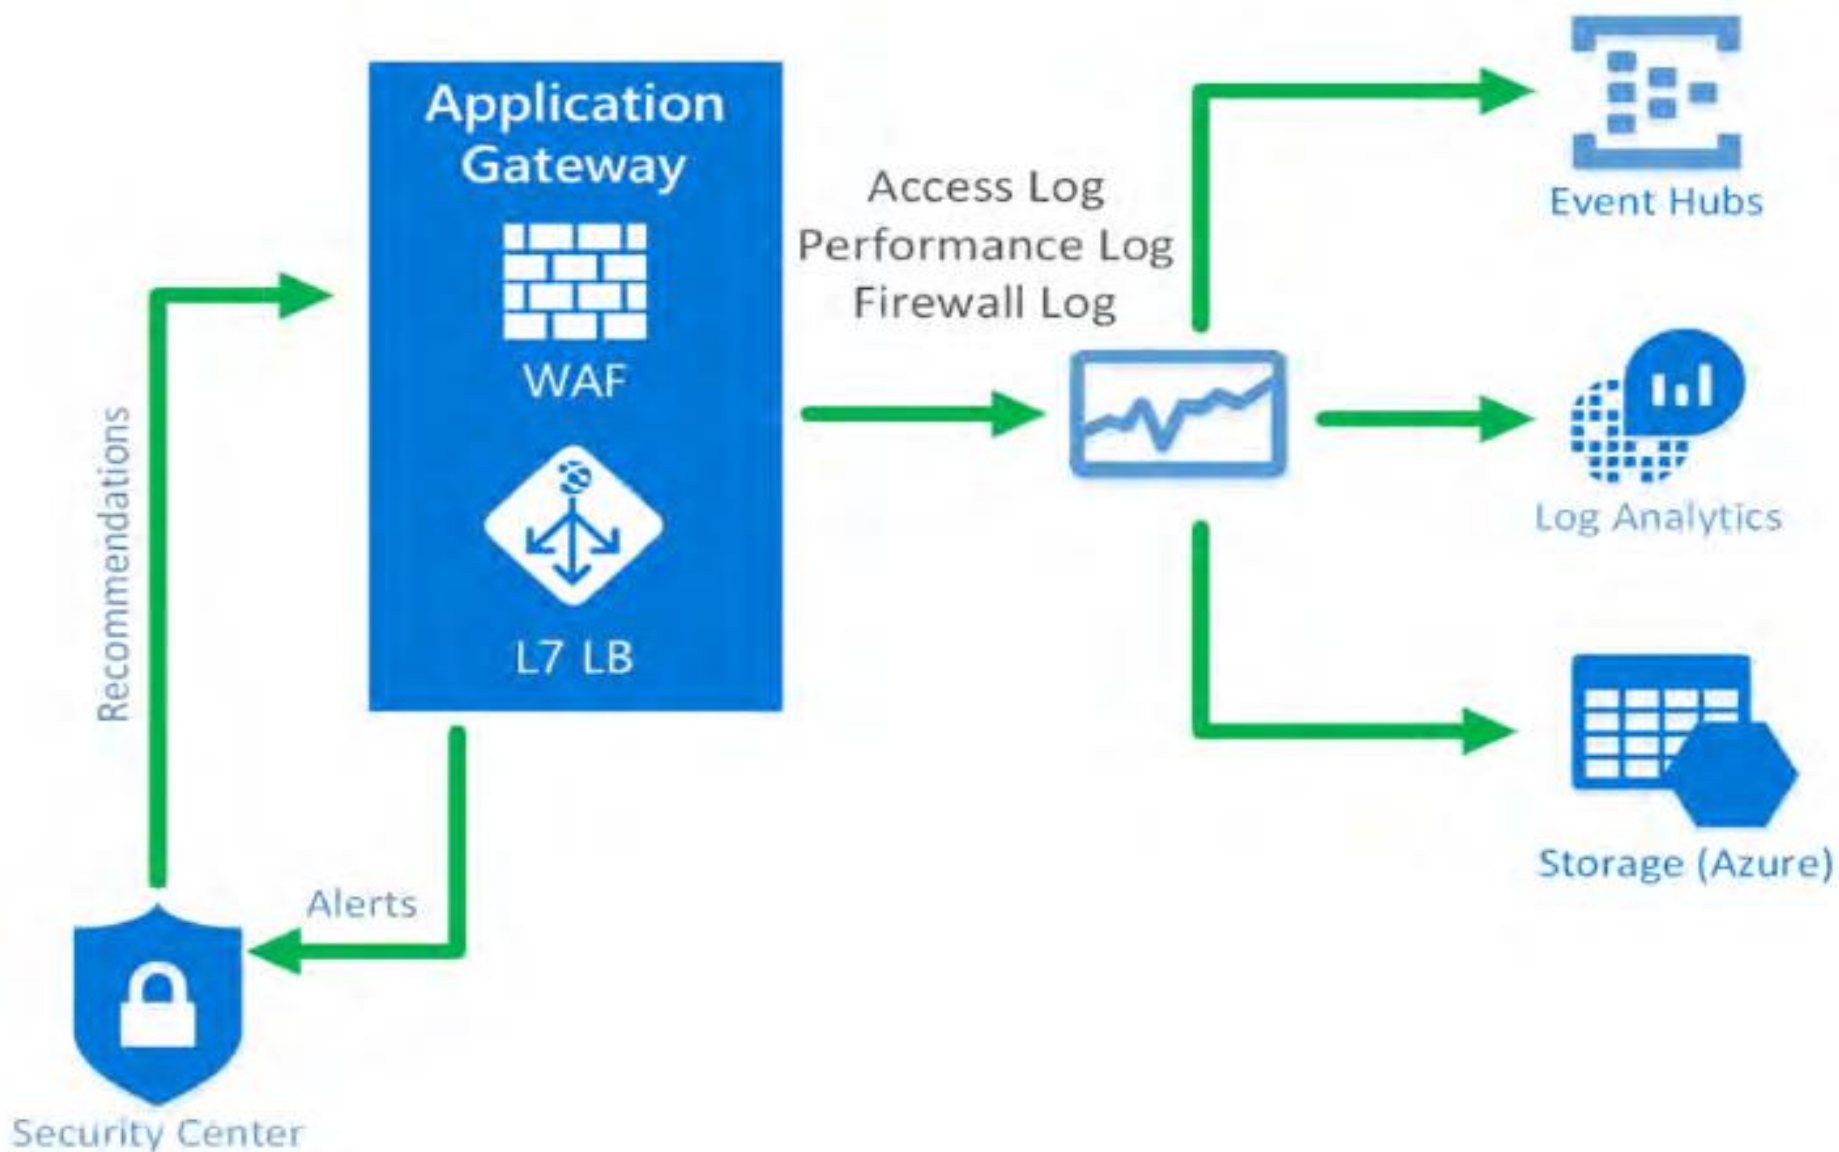 Application
Gateway
WAF
L7 LB
Access Log
Performance Log
Firewall Log
Event Hubs
Log Analytics
Storage (Azure)
Recommendations
Alerts
Security Center